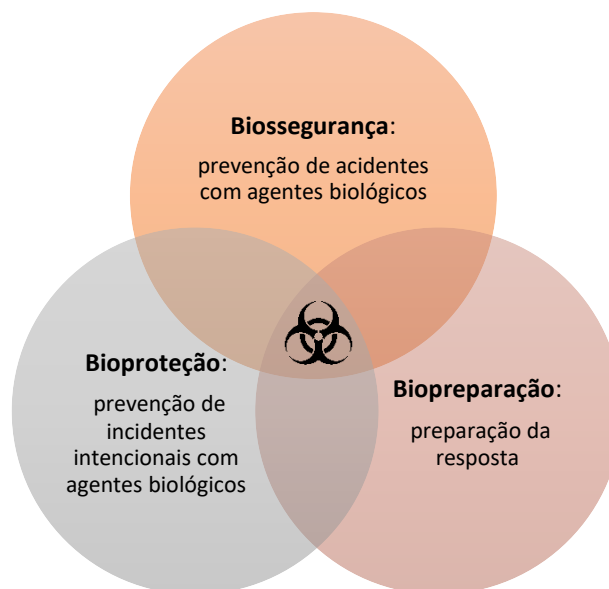 Biossegurança:
prevenção de acidentes
com agentes biológicos
Bioproteção:
prevenção de
incidentes
intencionais com
agentes biológicos
Biopreparação:
preparação da
resposta